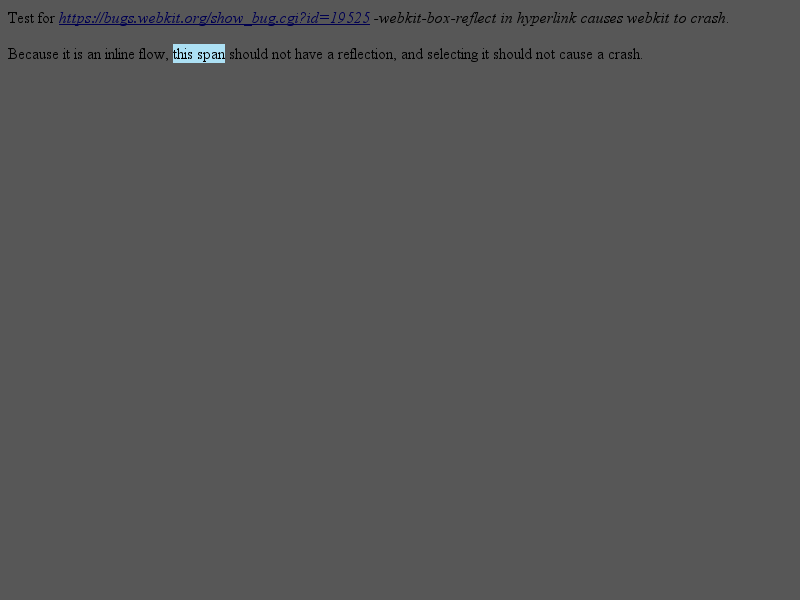 Test for https://bugs.webkit.org/show_bug.cgi?id=19525 -webkit-box-reflect in hyperlink causes webkit to crash.
Because it is an inline flow, this span should not have a reflection, and selecting it should not cause a crash.